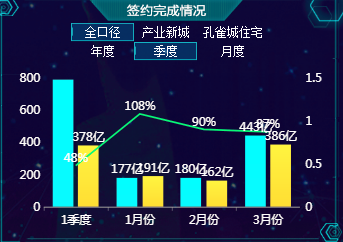 签约完成情况
全口径 产业新城 孔雀城住宅
年度 季度 月度
800 1.5
600
400 1
200 0.5
0 0
48% 378亿
108% 177亿 191亿
90% 180亿 162亿
443亿 87% 386亿
1季度 1月份 2月份 3月份